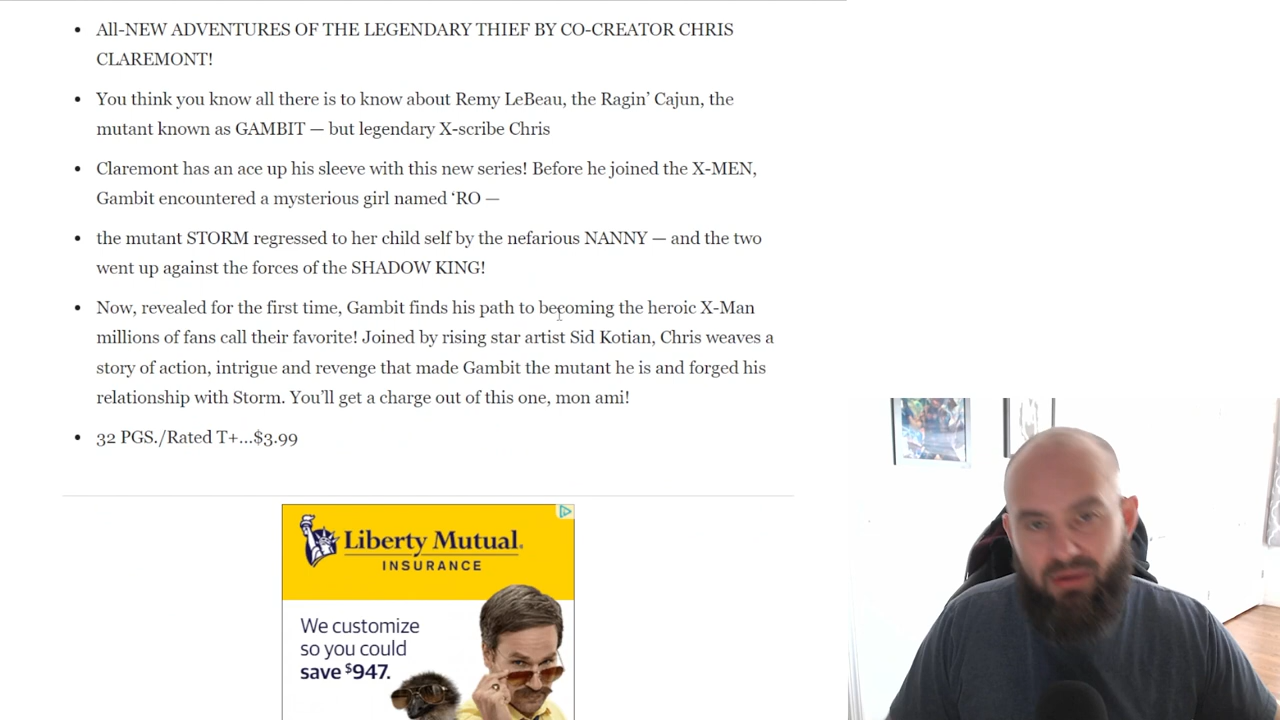 All-NEW ADVENTURES OF THE LEGENDARY THIEF BY CO-CREATOR CHRIS
CLAREMONT!
You think you know all there is to know about Remy LeBeau, the Ragin’ Cajun, the
mutant known as GAMBIT — but legendary X-scribe Chris
Claremont has an ace up his sleeve with this new series! Before he joined the X-MEN,
Gambit encountered a mysterious girl named ‘RO —
the mutant STORM regressed to her child self by the nefarious NANNY — and the two
went up against the forces of the SHADOW KING!
Now, revealed for the first time, Gambit finds his path to becoming the heroic X-Man
millions of fans call their favorite! Joined by rising star artist Sid Kotian, Chris weaves a
story of action, intrigue and revenge that made Gambit the mutant he is and forged his
relationship with Storm. You’ll get a charge out of this one, mon ami!
32 PGS./Rated T+…$3.99
Liberty Mutual.
INSURANCE
We customize
so you could
save $947.